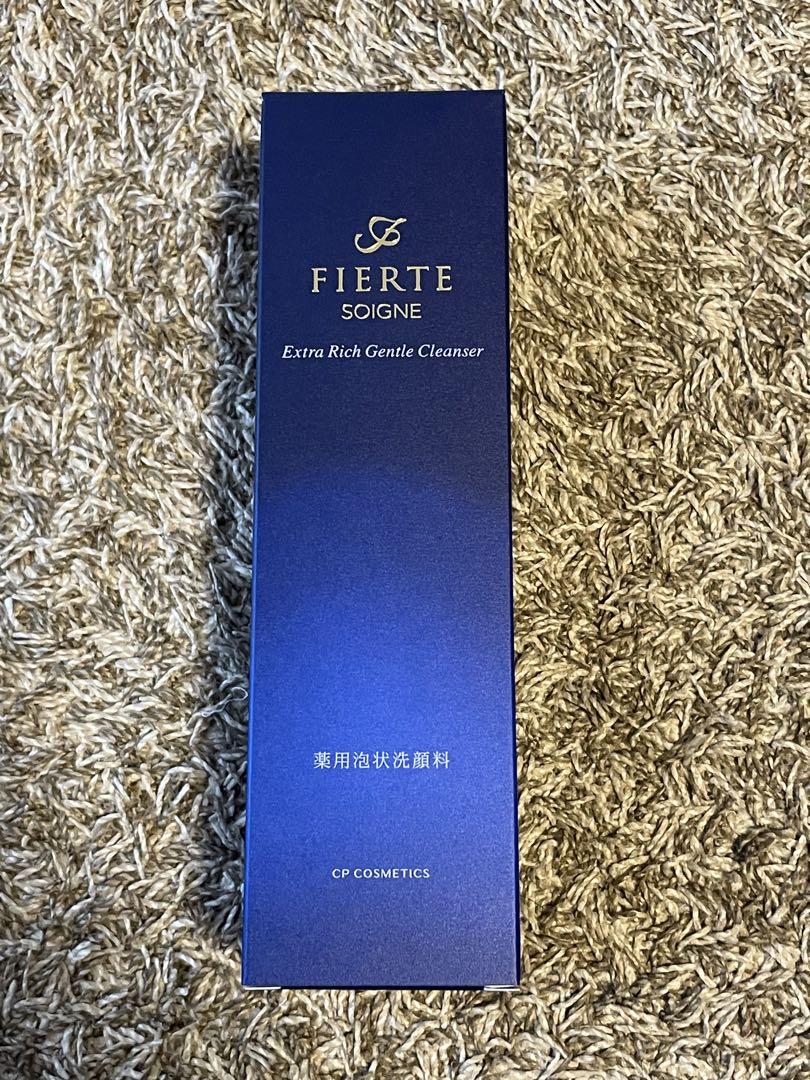 FIERTE
SOIGNE
Extra Rich Gentle Cleanser
薬用泡状洗顔料
CP COSMETICS